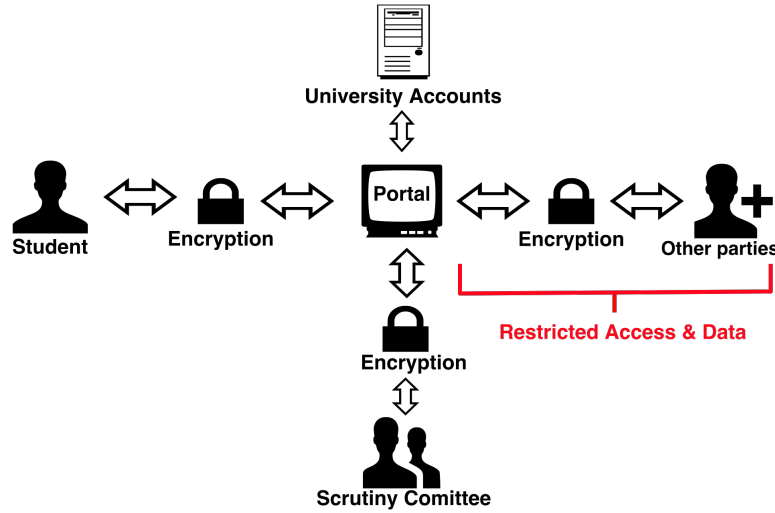 University Accounts
Portal
Student
Encryption
Encryption
Other parties
Restricted Access & Data
Encryption
Scrutiny Comittee